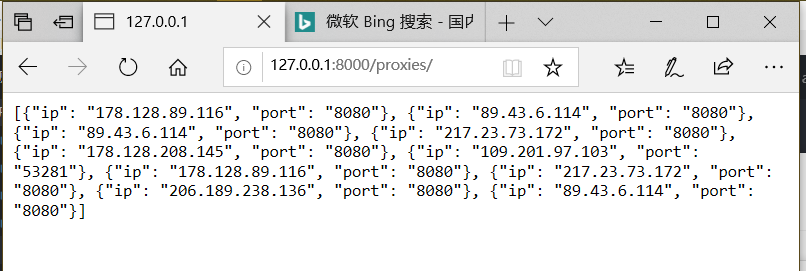 127.0.0.1
微软 Bing 搜索 - 国内
127.0.0.1:8000/proxies/
[{"ip": "178.128.89.116", "port": "8080"}, {"ip": "89.43.6.114", "port": "8080"},
{"ip": "89.43.6.114", "port": "8080"}, {"ip": "217.23.73.172", "port": "8080"},
{"ip": "178.128.208.145", "port": "8080"}, {"ip": "109.201.97.103", "port":
"53281"}, {"ip": "178.128.89.116", "port": "8080"}, {"ip": "217.23.73.172", "port":
"8080"}, {"ip": "206.189.238.136", "port": "8080"}, {"ip": "89.43.6.114", "port":
"8080"}]